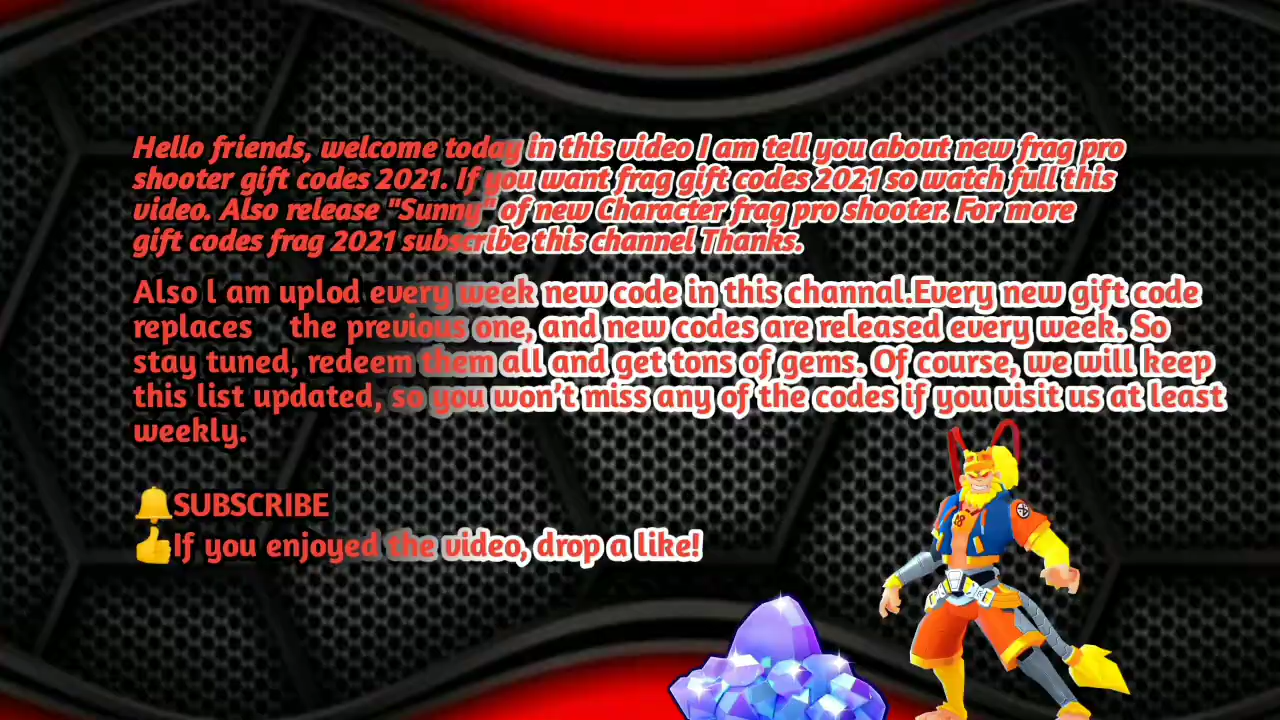 Hello friends, welcome today in this video I am tell you about new frag pro
shooter gift codes 2021. If you want frag gift codes 2021 so watch full this
video. Also release "Sunny" of new Character frag pro shooter. For more
gift codes frag 2021 subscribe this channel Thanks.
Also l am uplod every week new code in this channal.Every new gift code
replaces the previous one, and new codes are released every week. So
stay tuned, redeem them all and get tons of gems. Of course, we will keep
this list updated, so you won't miss any of the codes if you visit us at least
weekly.
🔔SUBSCRIBE
👍If you enjoyed the video, drop a like!